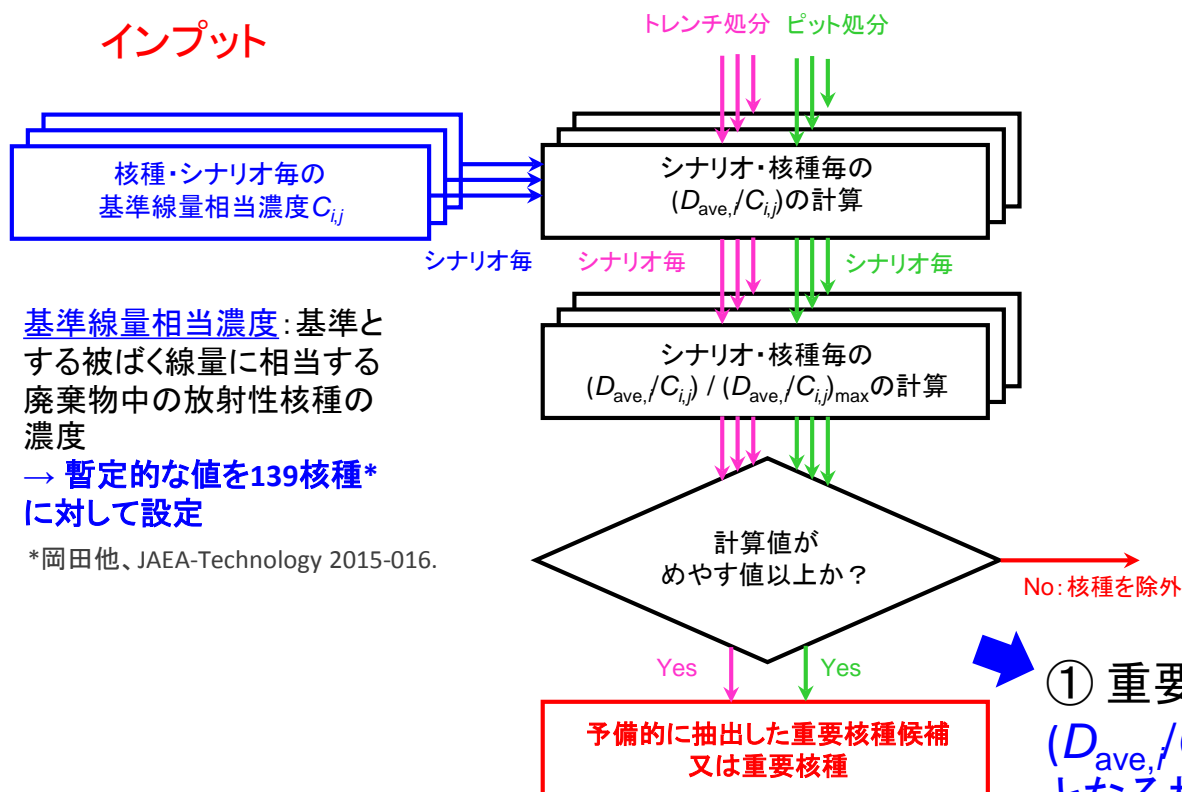 インプット
トレンチ処分 ピット処分
核種・シナリオ毎の
基準線量相当濃度Ci,j
シナリオ・核種毎の
(Dave,i/Ci,j)の計算
シナリオ毎
シナリオ毎
シナリオ毎
基準線量相当濃度：基準と
する被ばく線量に相当する
廃棄物中の放射性核種の
濃度
→ 暫定的な値を139核種*
に対して設定
*岡田他、JAEA-Technology 2015-016.
シナリオ・核種毎の
(Dave,i/Ci,j) / (Dave,i/Ci,j)maxの計算
計算値が
めやす値以上か？
No：核種を除外
Yes
Yes
予備的に抽出した重要核種候補
又は重要核種
① 重要
(Dave,i/
となる